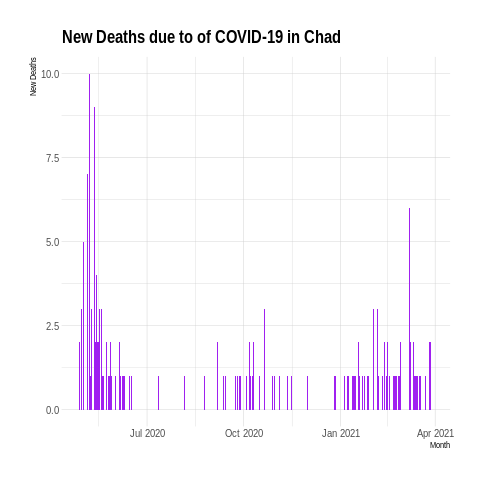 New Deaths due to of COVID-19 in Chad
New Deaths
10.0
7.5
5.0
2.5
0.0
Jul 2020 Oct 2020 Jan 2021 Apr 2021
Month